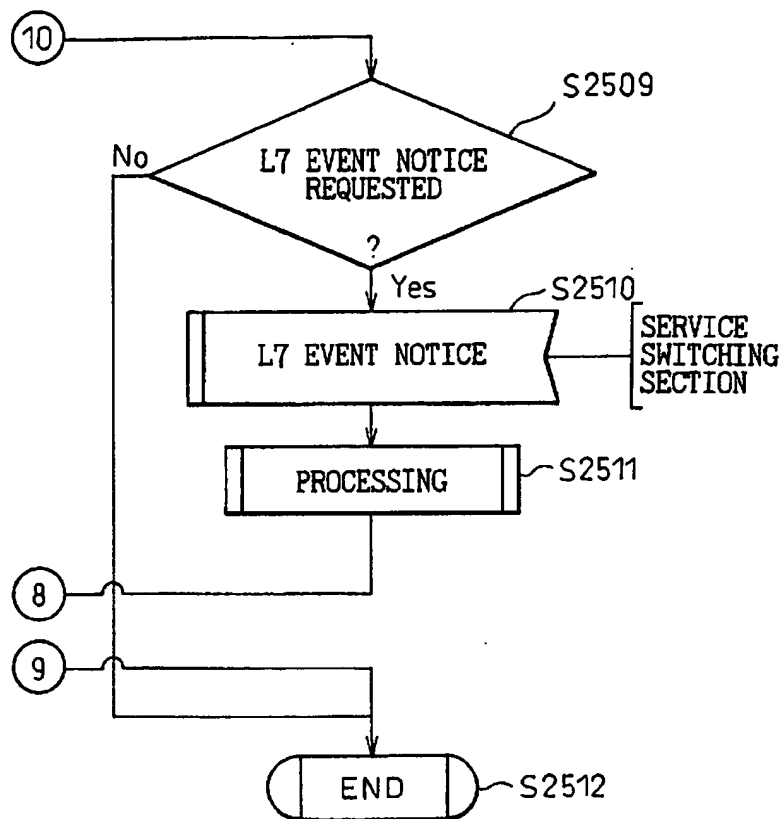 10
S2509
No
L7 EVENT NOTICE
REQUESTED
?
Yes
S2510
L7 EVENT NOTICE
SERVICE
SWITCHING
SECTION
PROCESSING
S2511
8
9
END
S2512